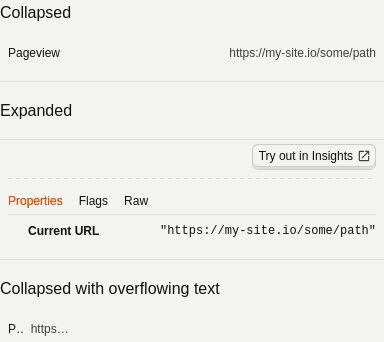 Collapsed
Pageview https://my-site.io/some/path
Expanded
Try out in Insights
Properties Flags Raw
Current URL "https://my-site.io/some/path"
Collapsed with overflowing text
P… https…